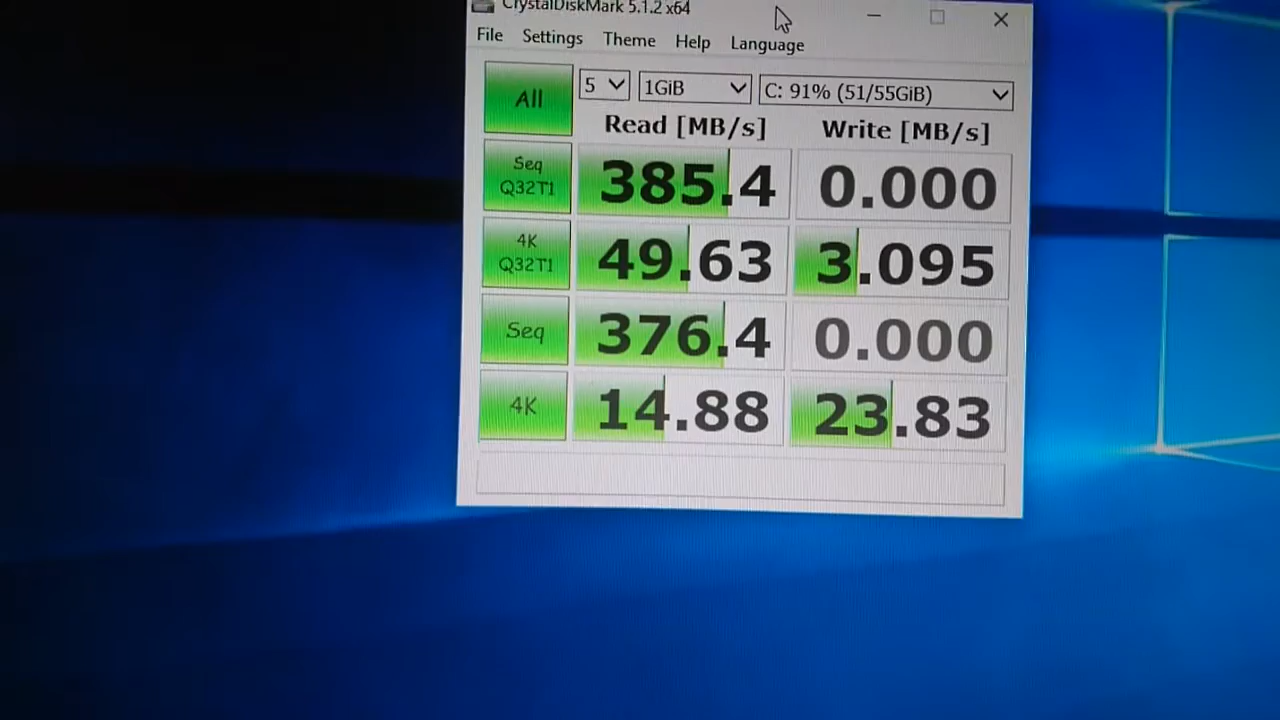 CrystalDiskMark 5.1.2 x64
File Settings Theme Help Language
All 5 1GiB C: 91% (51/55GiB)
Read [MB/s] Write [MB/s]
Seq
Q32T1 385.4 0.000
4K
Q32T1 49.63 3.095
Seq 376.4 0.000
4K 14.88 23.83